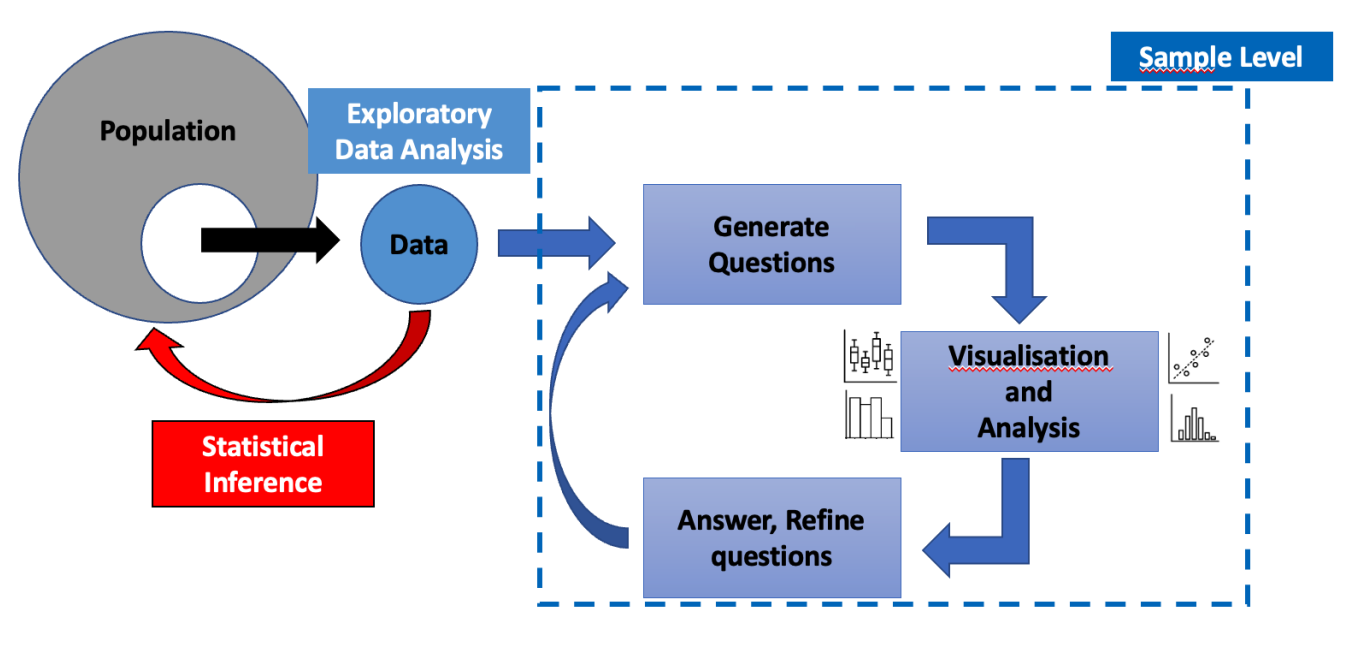 Sample Level
Population
Exploratory
Data Analysis
Data
Generate
Questions
Visualisation
and
Analysis
Statistical
Inference
Answer, Refine
questions